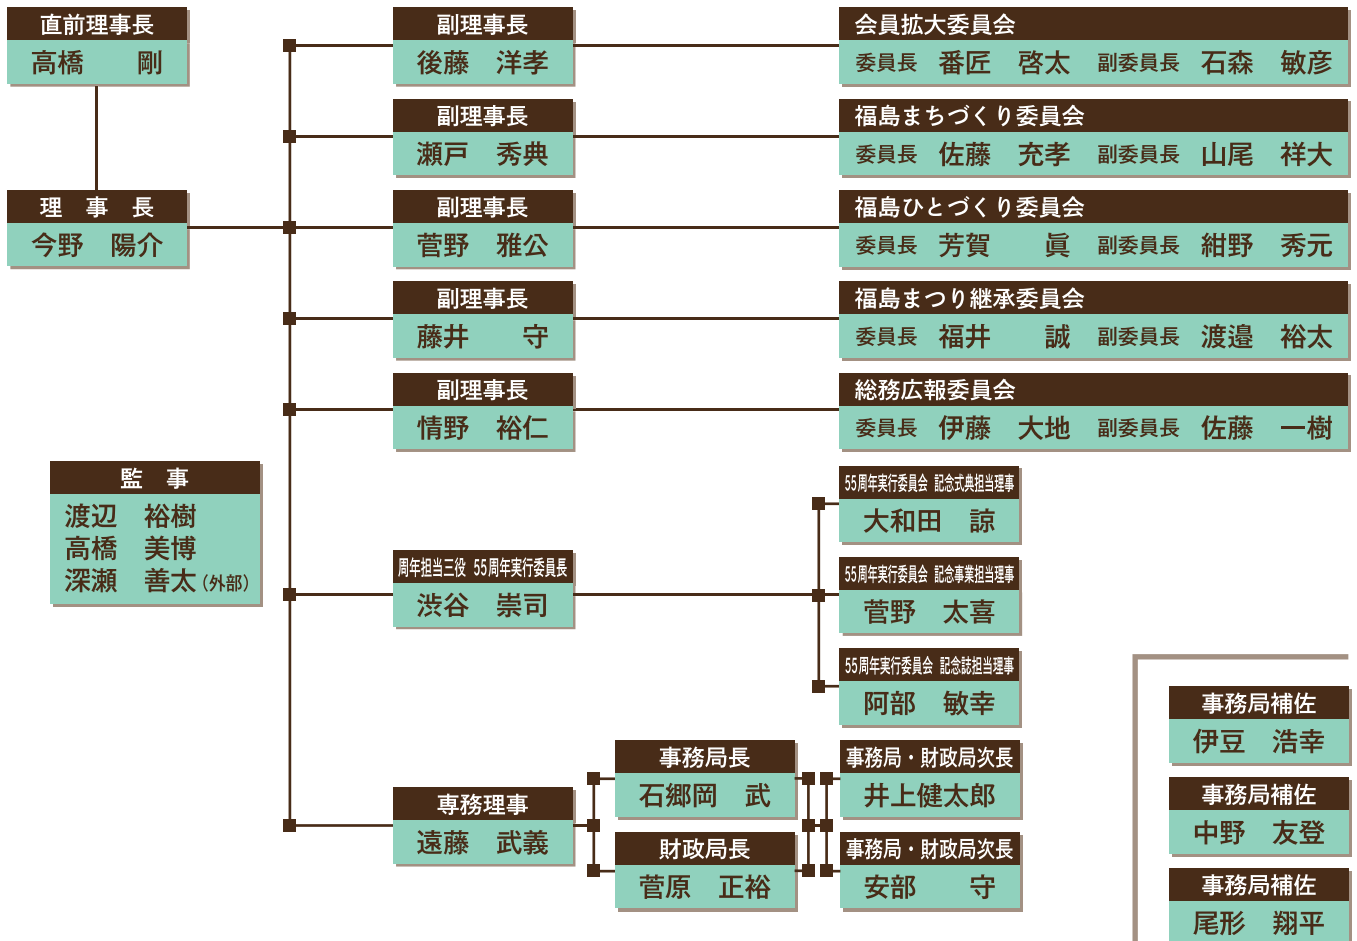 直前理事長
高橋　剛
理　事　長
今野　陽介
監　事
渡辺　裕樹
高橋　美博
深瀬　善太（外部）
副理事長
後藤　洋孝
会員拡大委員会
委員長　番匠　啓太　副委員長　石森　敏彦
副理事長
瀬戸　秀典
福島まちづくり委員会
委員長　佐藤　充孝　副委員長　山尾　祥大
副理事長
菅野　雅公
福島ひとづくり委員会
委員長　芳賀　眞　副委員長　紺野　秀元
副理事長
藤井　守
福島まつり継承委員会
委員長　福井　誠　副委員長　渡邉　裕太
副理事長
情野　裕仁
総務広報委員会
委員長　伊藤　大地　副委員長　佐藤　一樹
周年担当三役　55周年実行委員長
渋谷　崇司
55周年実行委員会　記念式典担当理事
大和田　諒
55周年実行委員会　記念事業担当理事
菅野　太喜
55周年実行委員会　記念誌担当理事
阿部　敏幸
専務理事
遠藤　武義
事務局長
石郷岡　武
財政局長
菅原　正裕
事務局・財政局次長
井上健太郎
事務局・財政局次長
安部　守
事務局補佐
伊豆　浩幸
事務局補佐
中野　友登
事務局補佐
尾形　翔平